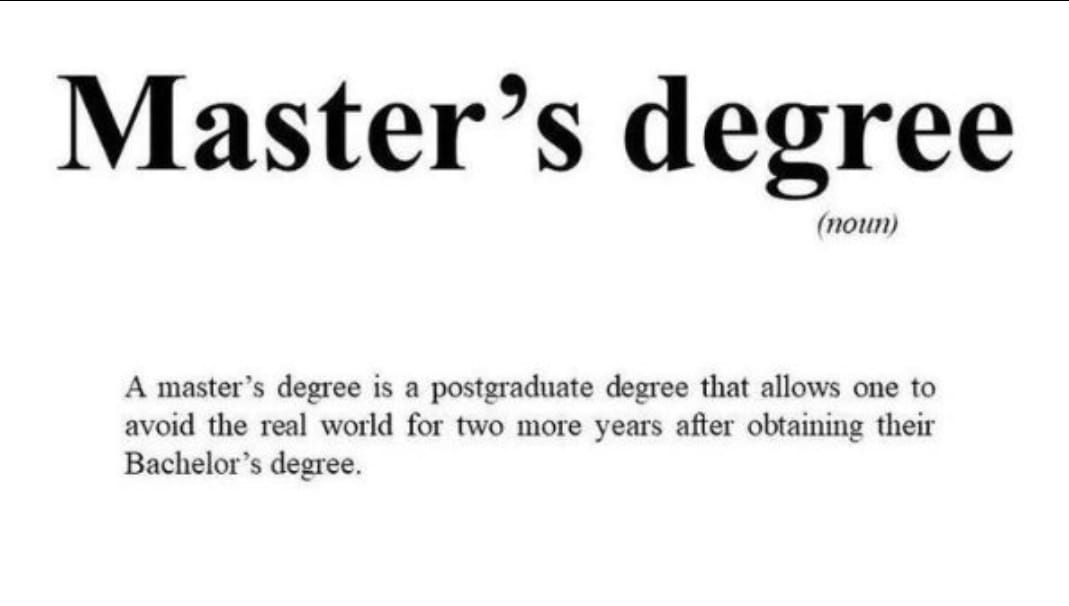 Master’s degree
(noun)
A master’s degree is a postgraduate degree that allows one to
avoid the real world for two more years after obtaining their
Bachelor’s degree.